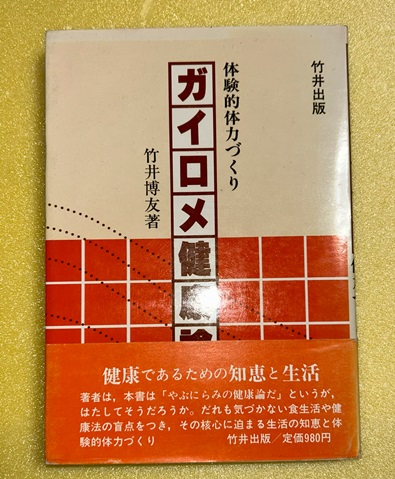 竹井出版
体験的体力づくり
ガイロメ健康論
竹井博友著
健康であるための知恵と生活
著者は，本書は「やぶにらみの健康論だ」というが，
はたしてそうだろうか。だれも気づかない食生活や健
康法の盲点をつき，その核心に迫る生活の知恵と体
験的体力づくり
竹井出版／定価980円